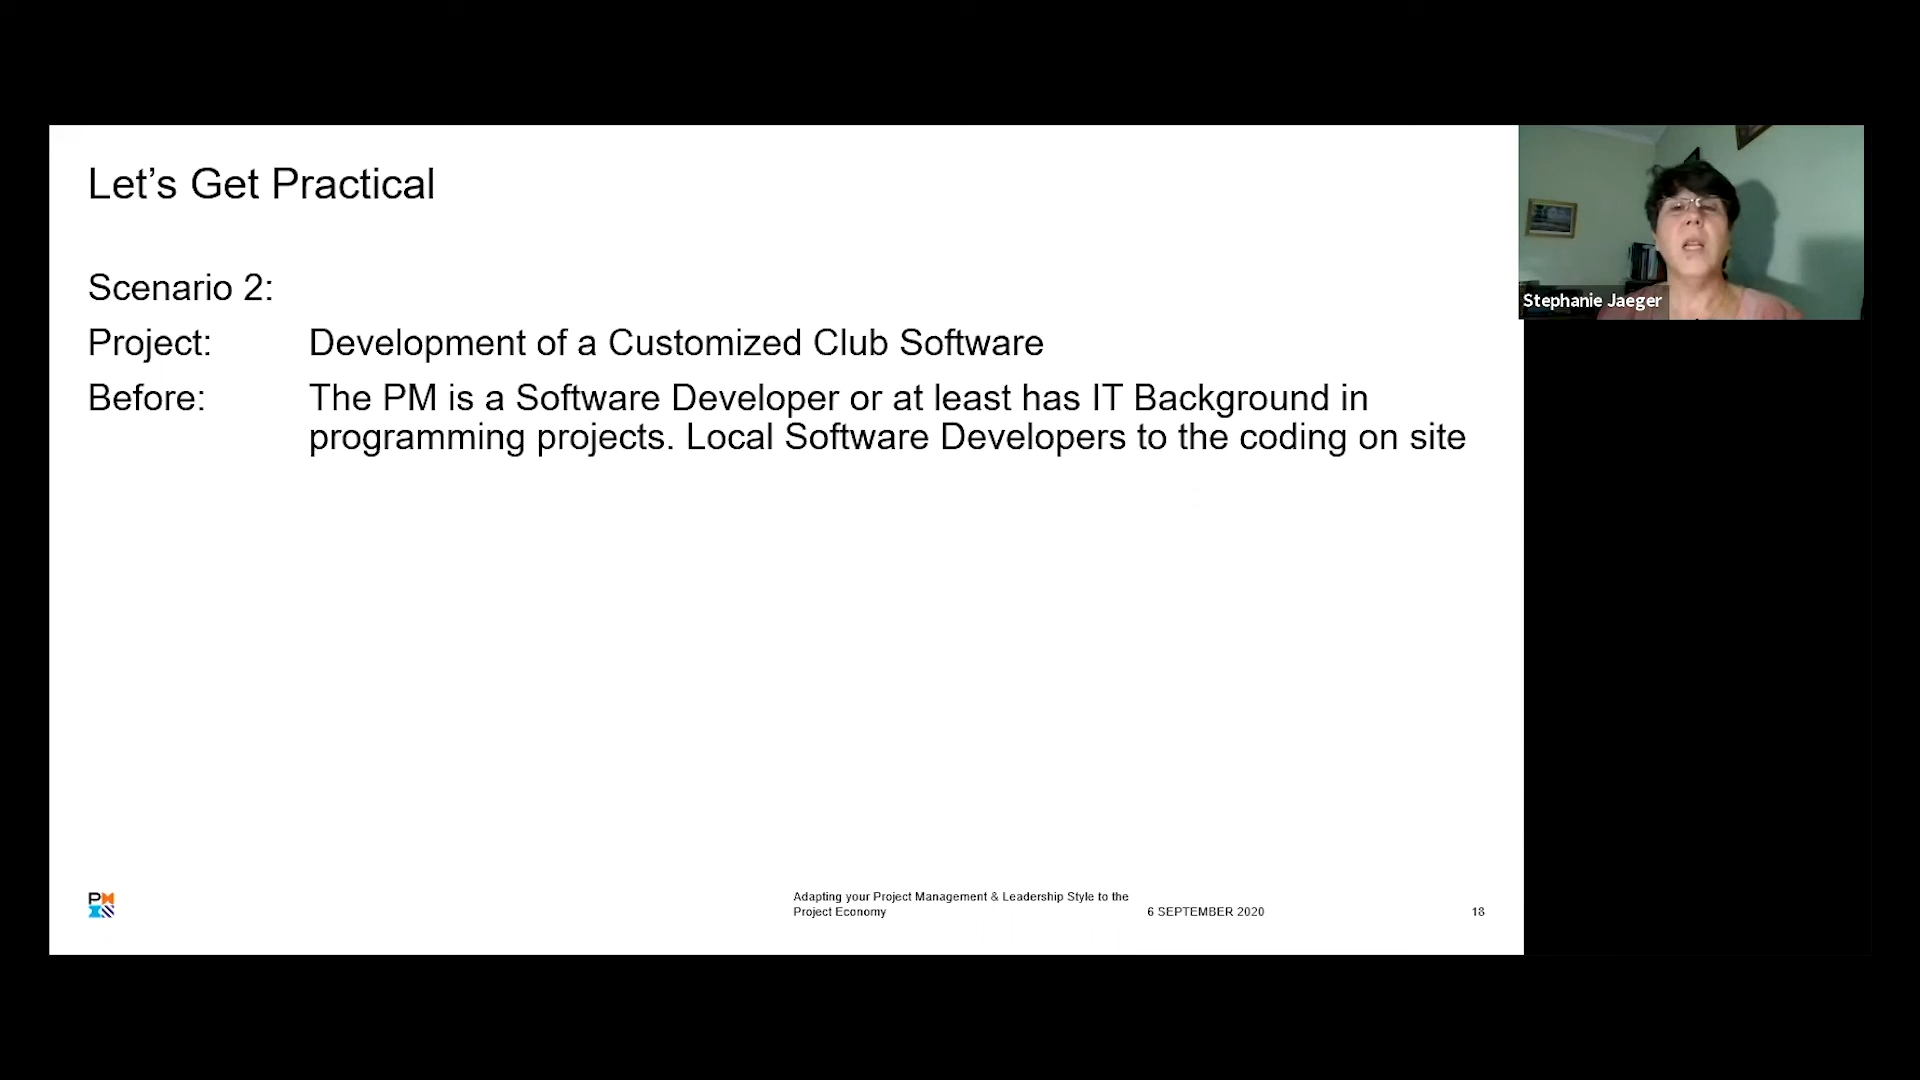 Let’s Get Practical
Scenario 2:
Project: Development of a Customized Club Software
Before: The PM is a Software Developer or at least has IT Background in
programming projects. Local Software Developers to the coding on site
Stephanie Jaeger
PM
Adapting your Project Management & Leadership Style to the
Project Economy
6 SEPTEMBER 2020
18